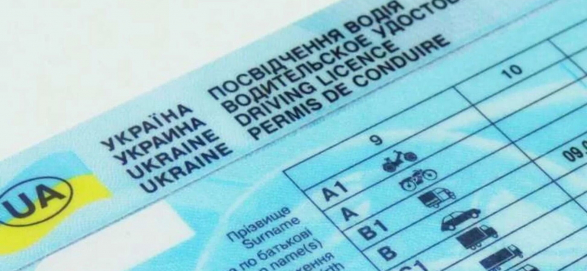 UA
УКРАЇНА
УКРАИНА
UKRAINE
UKRAINE
ПОСВІДЧЕННЯ ВОДІЯ
ВОДИТЕЛЬСКОЕ
DRIVING LICENCE
PERMIS DE CONDUIRE
9
10
A1
A
B1
B
Прізвище
Surname
по батькові
name(s)